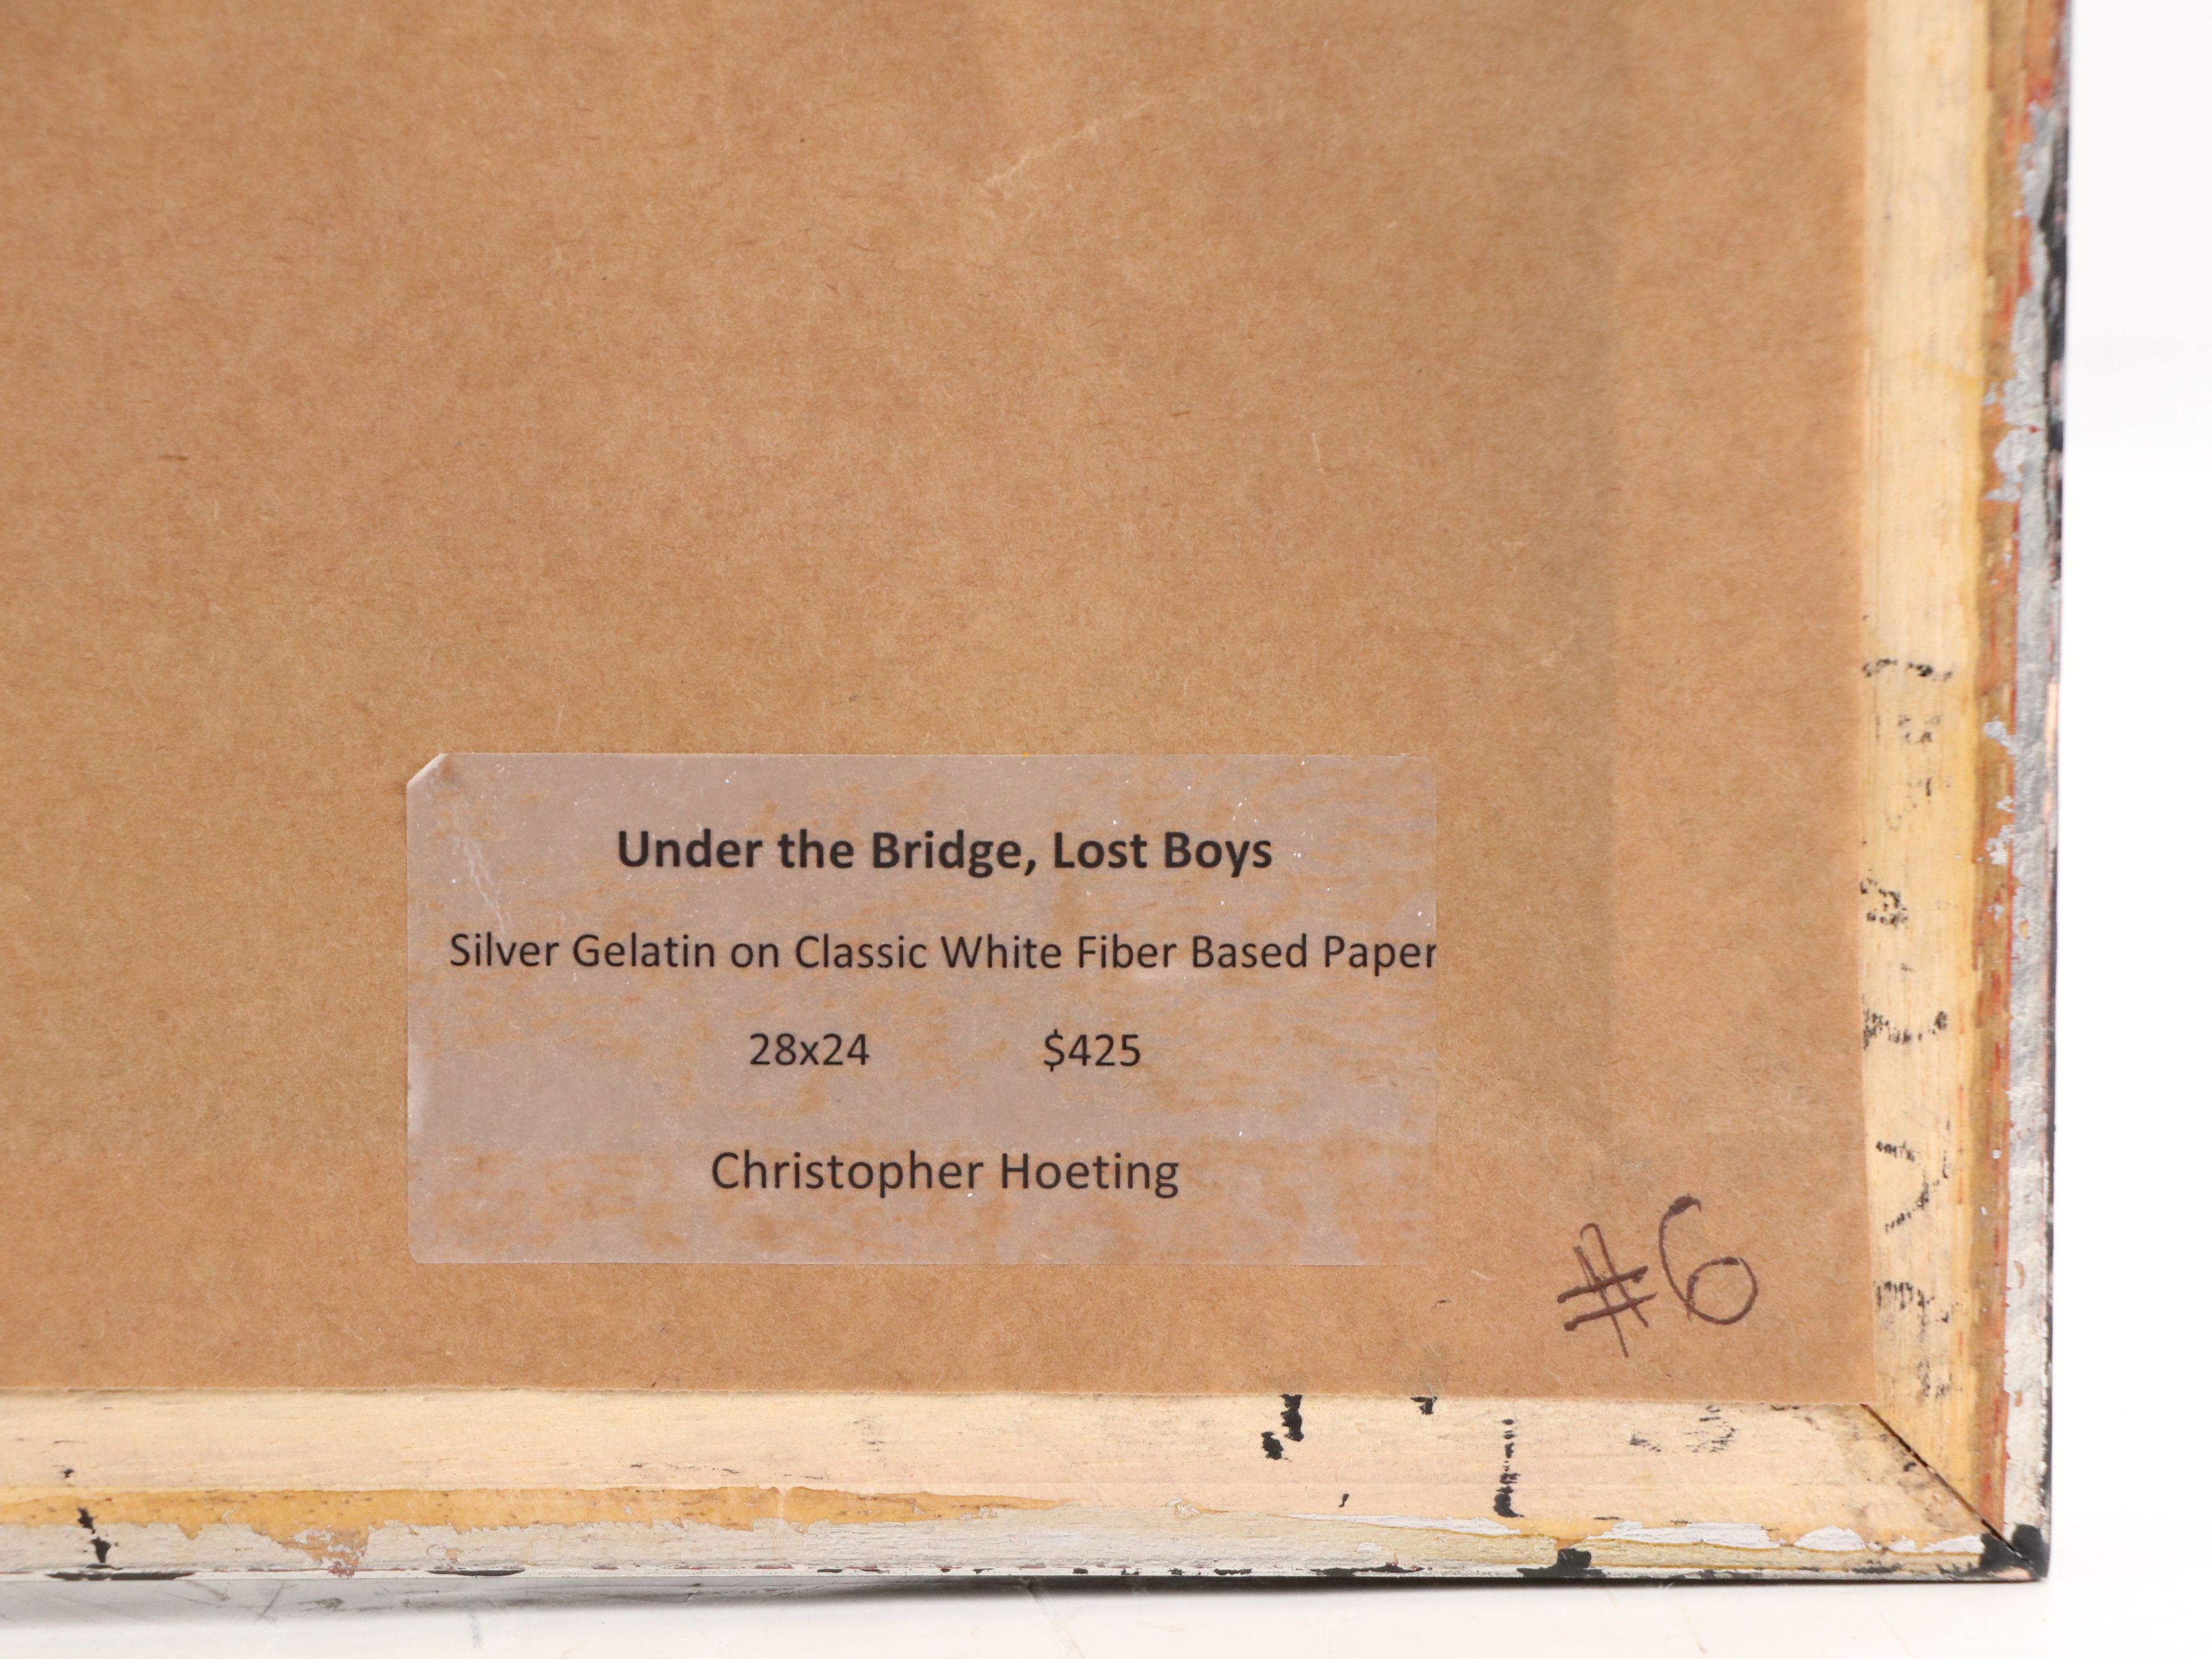 Under the Bridge, Lost Boys
Silver Gelatin on Classic White Fiber Based Paper
28x24 $425
Christopher Hoeting
#6